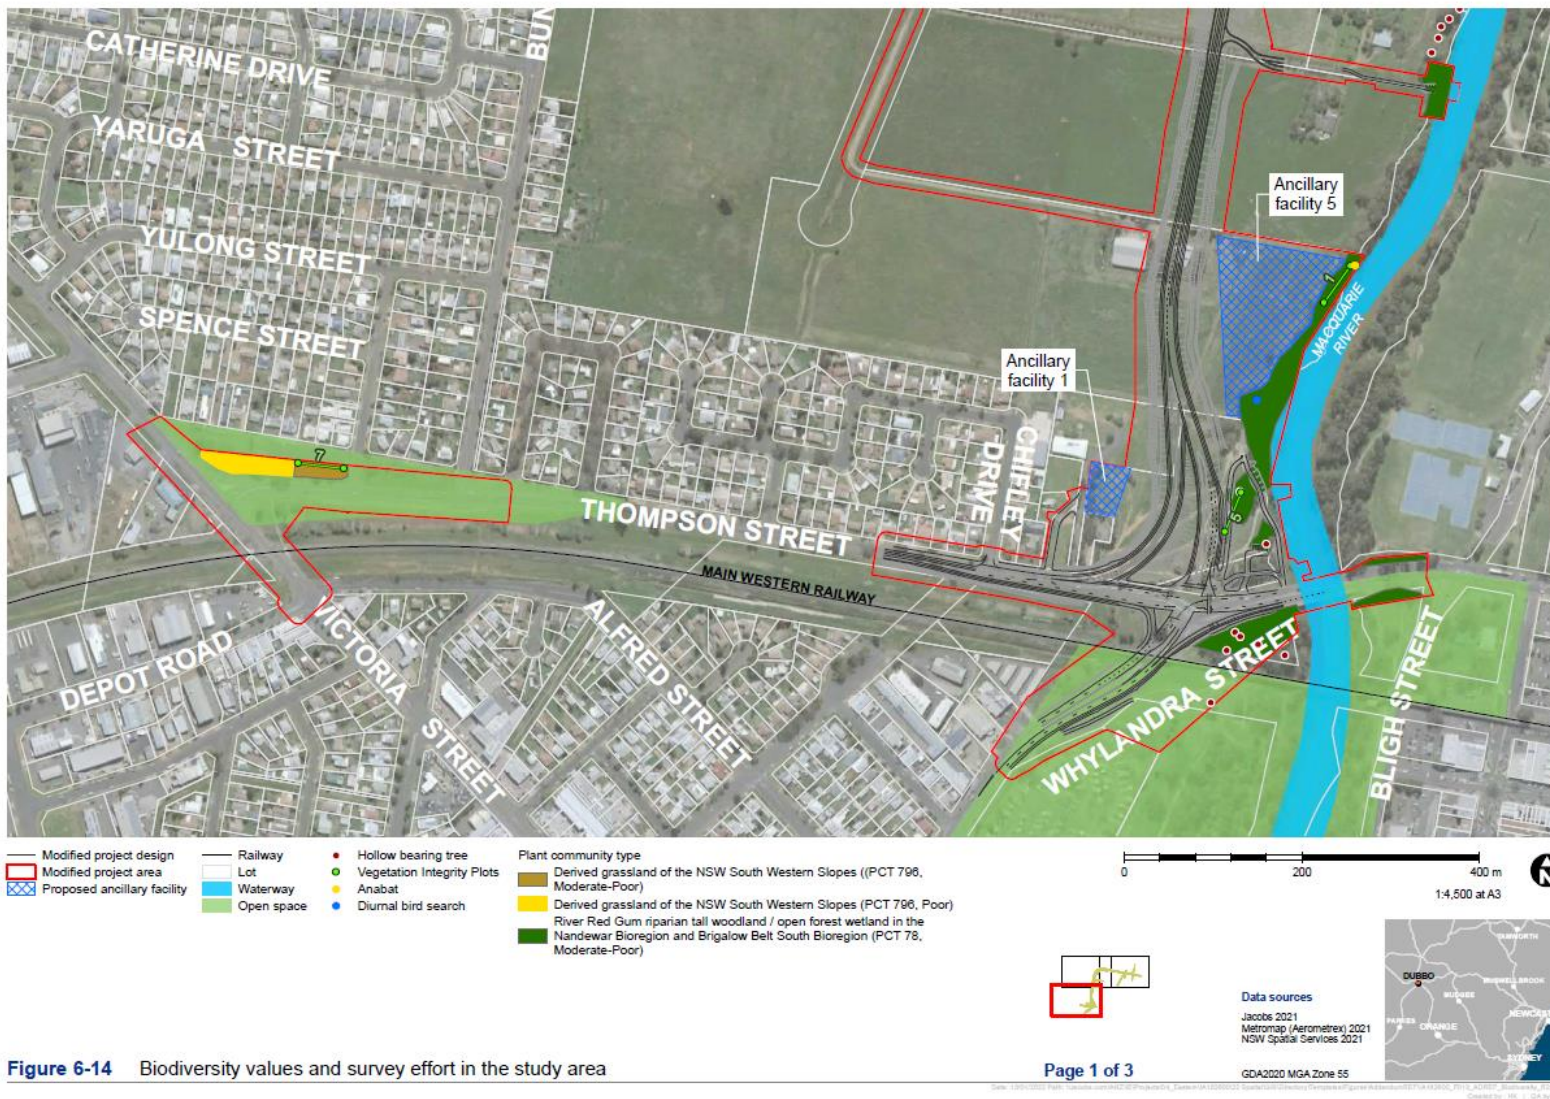 CATHERINE DRIVE
BUN
YARUGA STREET
YULONG STREET
SPENCE STREET
Ancillary
facility 5
1
MACQUARIE
RIVER
Ancillary
facility 1
CHIFLEY
DRIVE
7
5
THOMPSON STREET
MAIN WESTERN RAILWAY
DEPOT ROAD
VICTORIA STREET
ALFRED STREET
WHYLANDRA STREET
BLIGH STREET
Modified project design
Modified project area
Proposed ancillary facility
Railway
Lot
Waterway
Open space
Hollow bearing tree
Vegetation Integrity Plots
Anabat
Diurnal bird search
Plant community type
Derived grassland of the NSW South Western Slopes ((PCT 796,
Moderate-Poor)
Derived grassland of the NSW South Western Slopes (PCT 796, Poor)
River Red Gum riparian tall woodland / open forest wetland in the
Nandewar Bioregion and Brigalow Belt South Bioregion (PCT 78,
Moderate-Poor)
0 200 400 m
1:4,500 at A3
N
Data sources
Jacobs 2021
Metromap (Aerometrex) 2021
NSW Spatial Services 2021
GDA2020 MGA Zone 55
TAMWORTH
DUBBO
MUSWELLBROOK
MUDGEE
PARKES
ORANGE
NEWCAST
SYDNEY
Figure 6-14 Biodiversity values and survey effort in the study area
Page 1 of 3